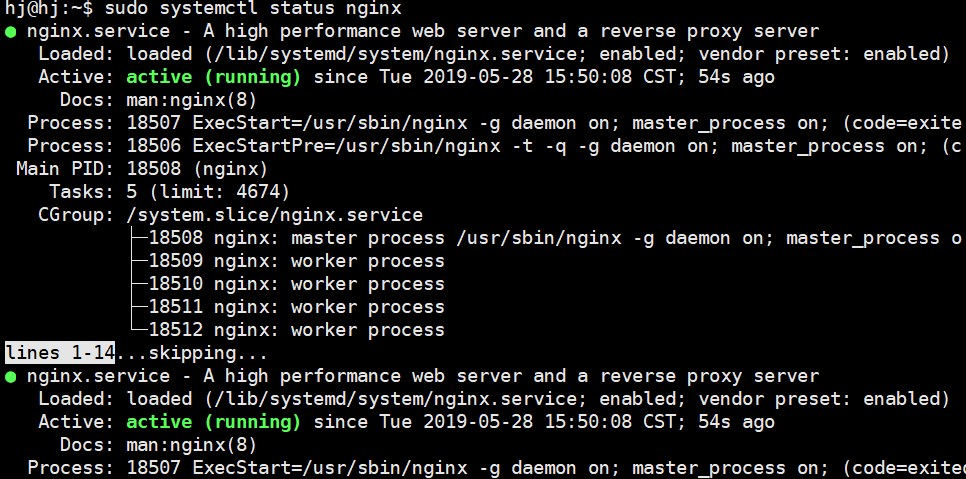 hj@hj:~$ sudo systemctl status nginx
● nginx.service - A high performance web server and a reverse proxy server
   Loaded: loaded (/lib/systemd/system/nginx.service; enabled; vendor preset: enabled)
   Active: active (running) since Tue 2019-05-28 15:50:08 CST; 54s ago
     Docs: man:nginx(8)
  Process: 18507 ExecStart=/usr/sbin/nginx -g daemon on; master_process on; (code=exite
  Process: 18506 ExecStartPre=/usr/sbin/nginx -t -q -g daemon on; master_process on; (c
 Main PID: 18508 (nginx)
    Tasks: 5 (limit: 4674)
   CGroup: /system.slice/nginx.service
           ├─18508 nginx: master process /usr/sbin/nginx -g daemon on; master_process o
           ├─18509 nginx: worker process
           ├─18510 nginx: worker process
           ├─18511 nginx: worker process
           └─18512 nginx: worker process
lines 1-14...skipping...
● nginx.service - A high performance web server and a reverse proxy server
   Loaded: loaded (/lib/systemd/system/nginx.service; enabled; vendor preset: enabled)
   Active: active (running) since Tue 2019-05-28 15:50:08 CST; 54s ago
     Docs: man:nginx(8)
  Process: 18507 ExecStart=/usr/sbin/nginx -g daemon on; master_process on; (code=exited